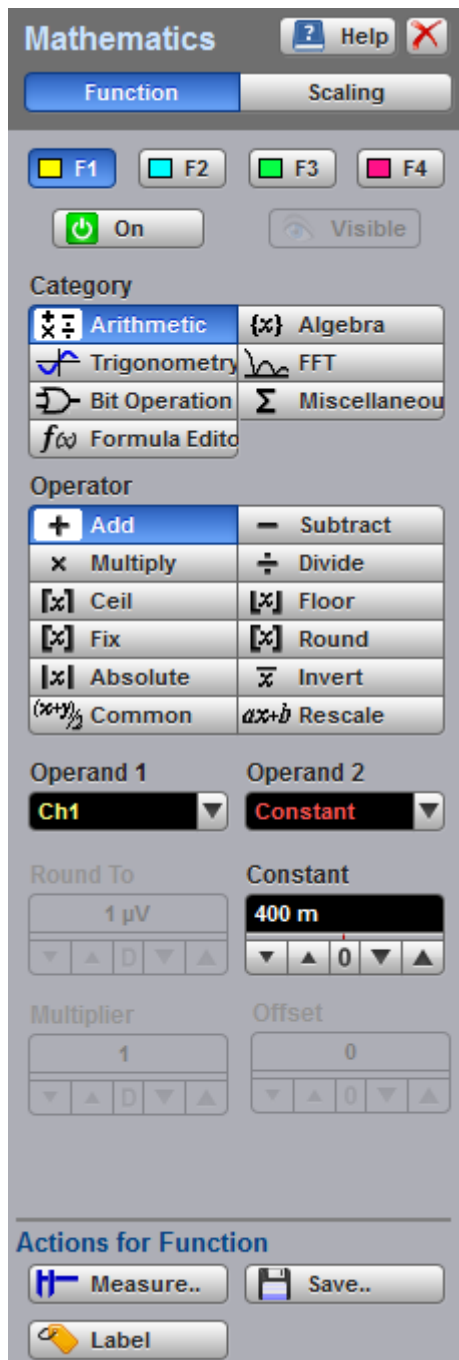 Mathematics ? Help
Function Scaling
F1 F2 F3 F4
On Visible
Category
Arithmetic {x} Algebra
Trigonometry FFT
Bit Operation Σ Miscellaneou
f(x) Formula Edito
Operator
+ Add − Subtract
× Multiply ÷ Divide
⌈x⌉ Ceil ⌊x⌋ Floor
[x] Fix [x] Round
|x| Absolute x̅ Invert
(x+y)/2 Common ax+b Rescale
Operand 1 Operand 2
Ch1 Constant
Round To Constant
1 µV 400 m
D 0
Multiplier Offset
1 0
D 0
Actions for Function
Measure.. Save..
Label